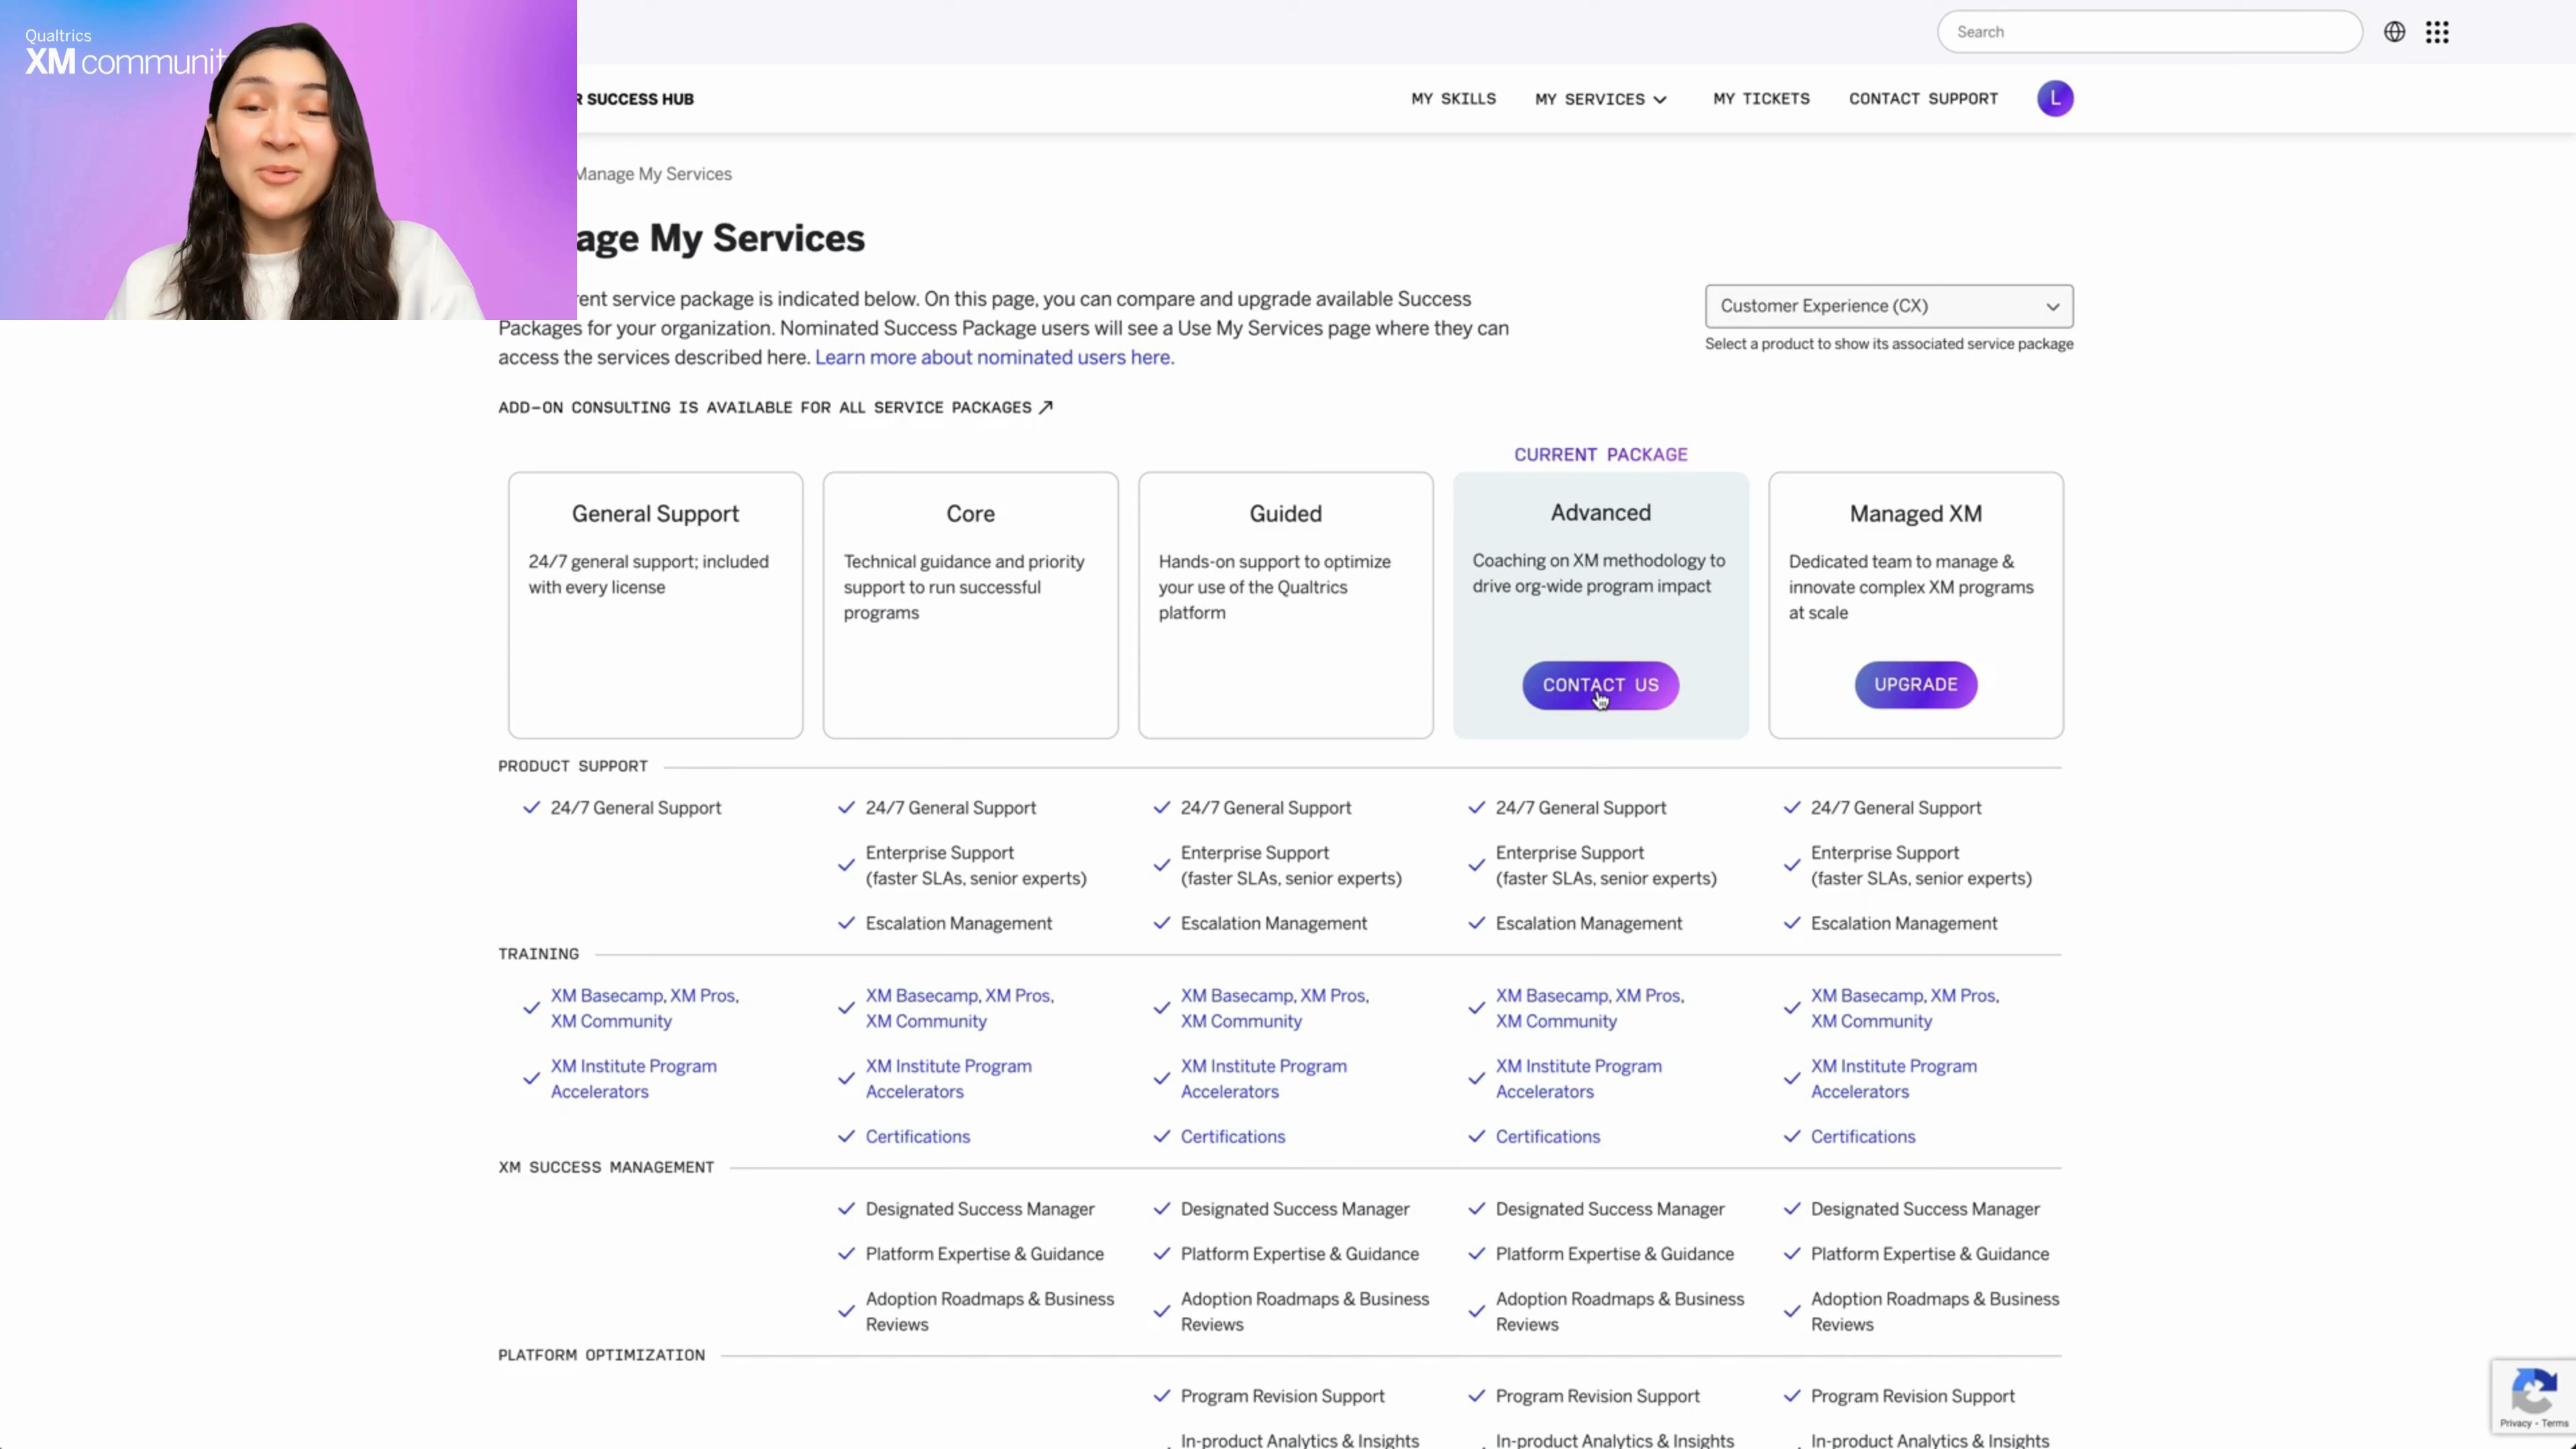 Qualtrics
XM communit
Search
R SUCCESS HUB
MY SKILLS
MY SERVICES
MY TICKETS
CONTACT SUPPORT
L
Manage My Services
age My Services
rent service package is indicated below. On this page, you can compare and upgrade available Success
Packages for your organization. Nominated Success Package users will see a Use My Services page where they can
access the services described here. Learn more about nominated users here.
Customer Experience (CX)
Select a product to show its associated service package
ADD-ON CONSULTING IS AVAILABLE FOR ALL SERVICE PACKAGES
CURRENT PACKAGE
General Support
24/7 general support; included
with every license
Core
Technical guidance and priority
support to run successful
programs
Guided
Hands-on support to optimize
your use of the Qualtrics
platform
Advanced
Coaching on XM methodology to
drive org-wide program impact
CONTACT US
Managed XM
Dedicated team to manage &
innovate complex XM programs
at scale
UPGRADE
PRODUCT SUPPORT
24/7 General Support
24/7 General Support
24/7 General Support
24/7 General Support
24/7 General Support
Enterprise Support
(faster SLAs, senior experts)
Enterprise Support
(faster SLAs, senior experts)
Enterprise Support
(faster SLAs, senior experts)
Enterprise Support
(faster SLAs, senior experts)
Escalation Management
Escalation Management
Escalation Management
Escalation Management
TRAINING
XM Basecamp, XM Pros,
XM Community
XM Basecamp, XM Pros,
XM Community
XM Basecamp, XM Pros,
XM Community
XM Basecamp, XM Pros,
XM Community
XM Basecamp, XM Pros,
XM Community
XM Institute Program
Accelerators
XM Institute Program
Accelerators
XM Institute Program
Accelerators
XM Institute Program
Accelerators
XM Institute Program
Accelerators
Certifications
Certifications
Certifications
Certifications
XM SUCCESS MANAGEMENT
Designated Success Manager
Designated Success Manager
Designated Success Manager
Designated Success Manager
Platform Expertise & Guidance
Platform Expertise & Guidance
Platform Expertise & Guidance
Platform Expertise & Guidance
Adoption Roadmaps & Business
Reviews
Adoption Roadmaps & Business
Reviews
Adoption Roadmaps & Business
Reviews
Adoption Roadmaps & Business
Reviews
PLATFORM OPTIMIZATION
Program Revision Support
Program Revision Support
Program Revision Support
In-product Analytics & Insights
In-product Analytics & Insights
In-product Analytics & Insights
Privacy - Terms